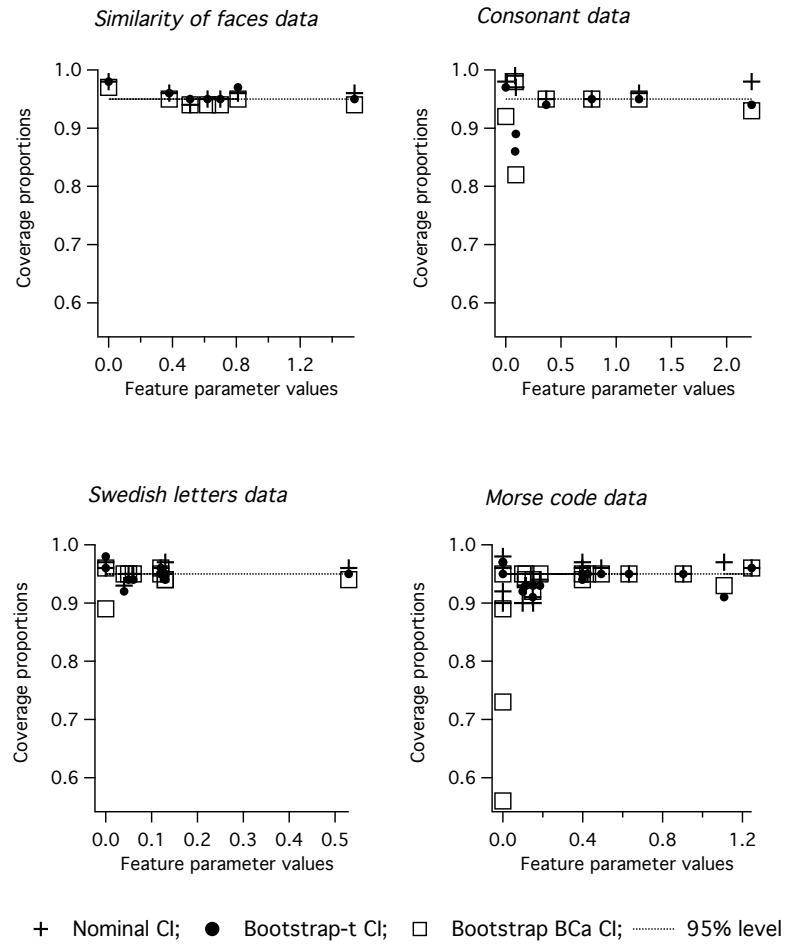 Similarity of faces data
Consonant data
1.0
0.9
0.8
0.7
0.6
Coverage proportions
0.0 0.4 0.8 1.2
Feature parameter values
1.0
0.9
0.8
0.7
0.6
Coverage proportions
0.0 0.5 1.0 1.5 2.0
Feature parameter values
Swedish letters data
Morse code data
1.0
0.9
0.8
0.7
0.6
Coverage proportions
0.0 0.1 0.2 0.3 0.4 0.5
Feature parameter values
1.0
0.9
0.8
0.7
0.6
Coverage proportions
0.0 0.4 0.8 1.2
Feature parameter values
Nominal CI; Bootstrap-t CI; Bootstrap BCa CI; 95% level